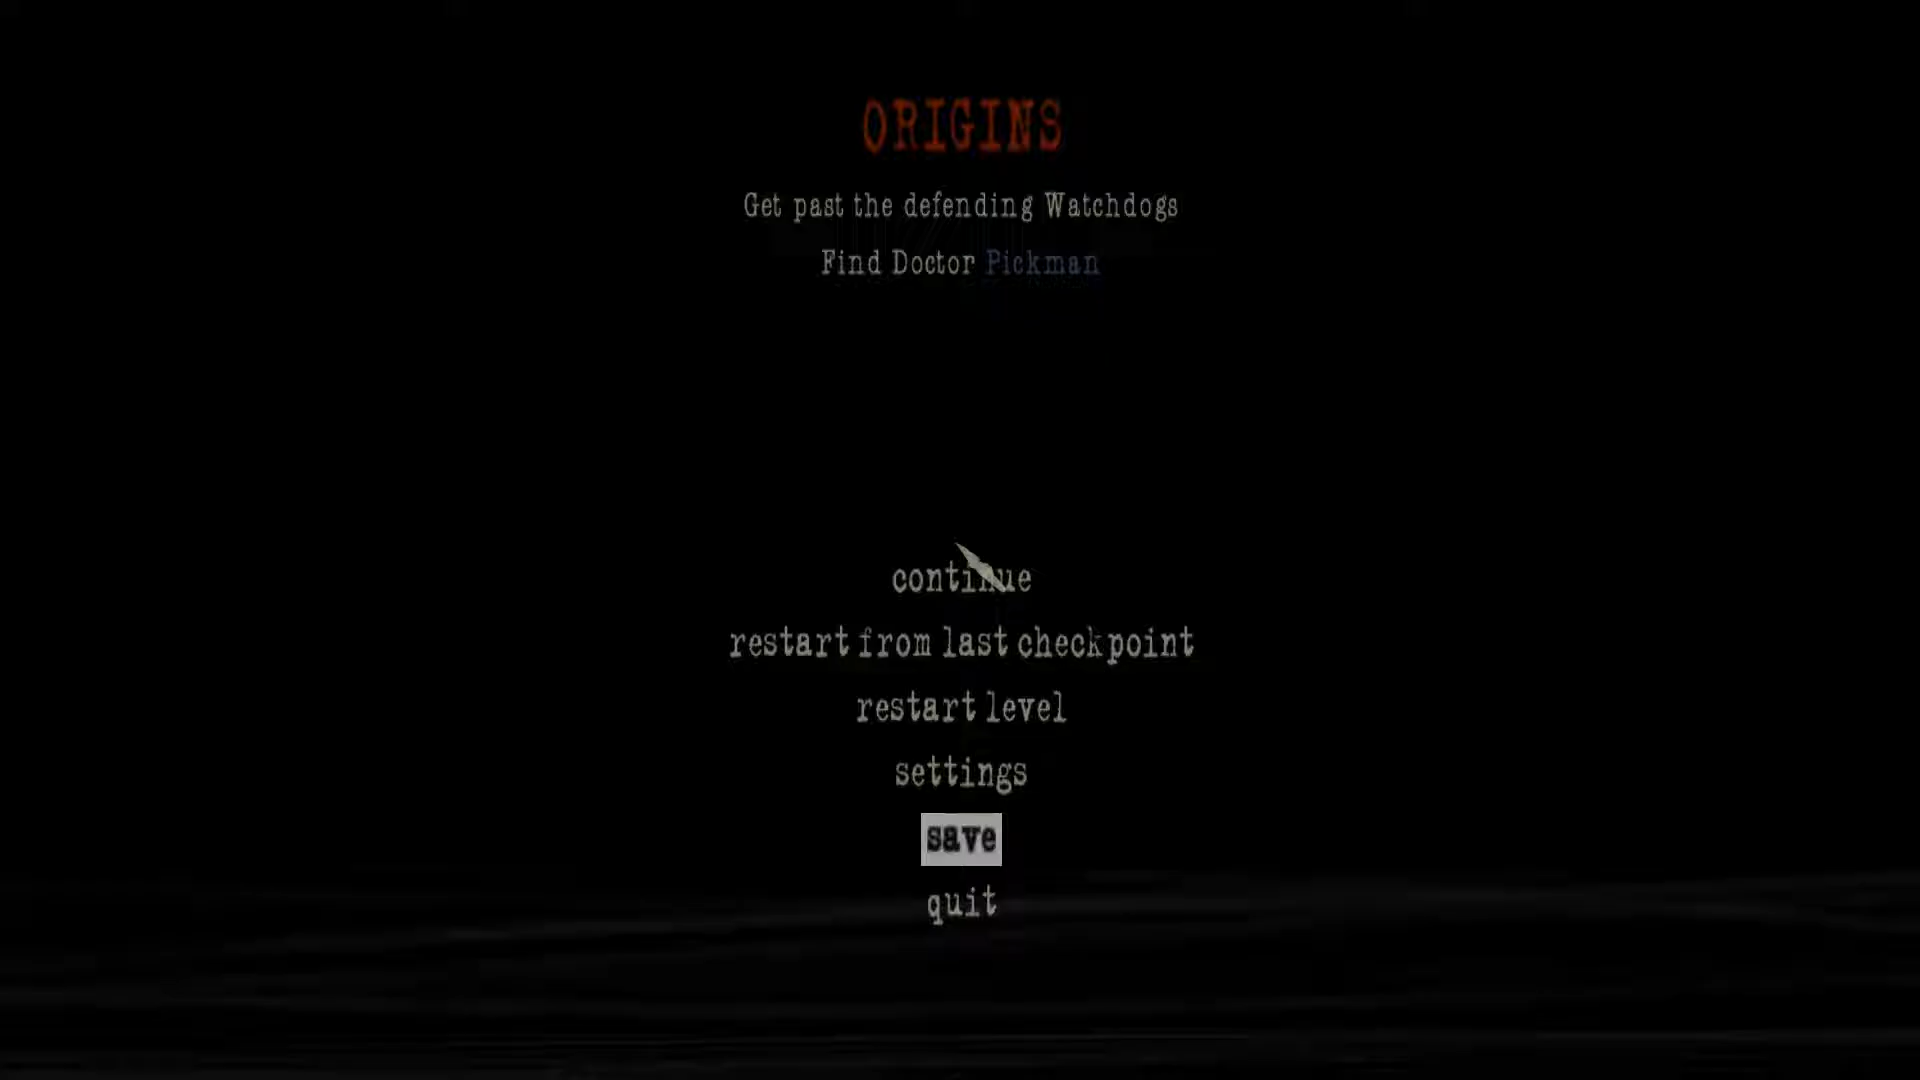 ORIGINS
Get past the defending Watchdogs
Find Doctor Pickman
continue
restart from last checkpoint
restart level
settings
save
quit